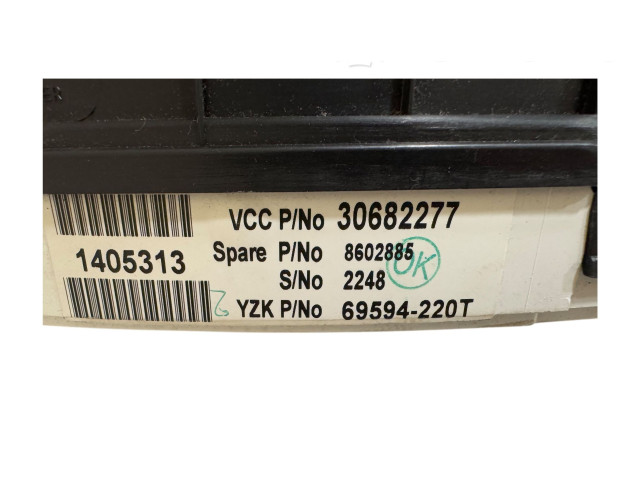 VCC P/No 30682277
1405313
Spare P/No 8602885
OK
S/No 2248
YZK P/No 69594-220T